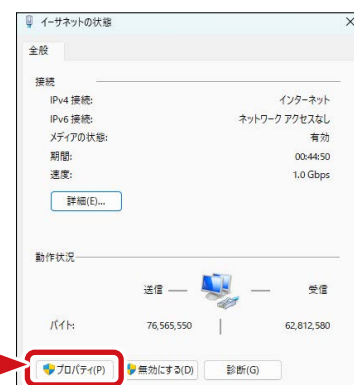 イーサネットの状態
全般
接続
IPv4 接続: インターネット
IPv6 接続: ネットワーク アクセスなし
メディアの状態: 有効
期間: 00:44:50
速度: 1.0 Gbps
詳細(E)...
動作状況
送信 — — 受信
バイト: 76,565,550 | 62,812,580
プロパティ(P) 無効にする(D) 診断(G)